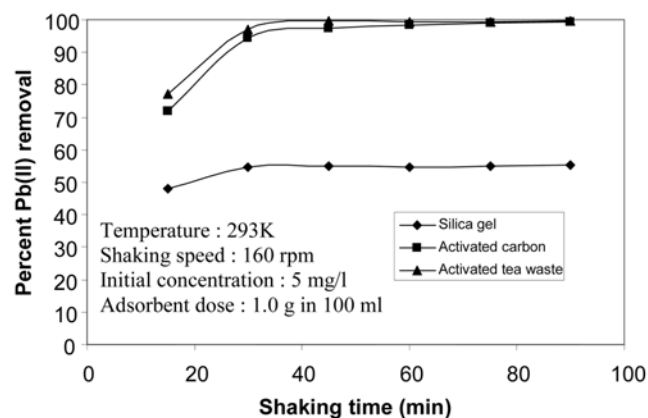 Percent Pb(II) removal
100
90
80
70
60
50
40
30
20
10
0
Temperature : 293K
Shaking speed : 160 rpm
Initial concentration : 5 mg/l
Adsorbent dose : 1.0 g in 100 ml
Silica gel
Activated carbon
Activated tea waste
0 20 40 60 80 100
Shaking time (min)